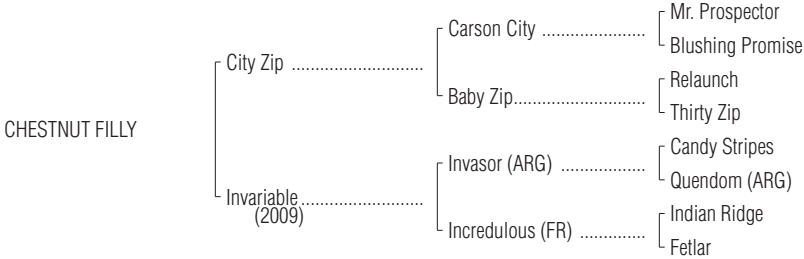 Mr. Prospector
Carson City ......................
Blushing Promise
City Zip ............................
Relaunch
Baby Zip............................
Thirty Zip
CHESTNUT FILLY
Candy Stripes
Invasor (ARG) ..................
Quendom (ARG)
Invariable..........................
(2009)
Indian Ridge
Incredulous (FR) ..............
Fetlar